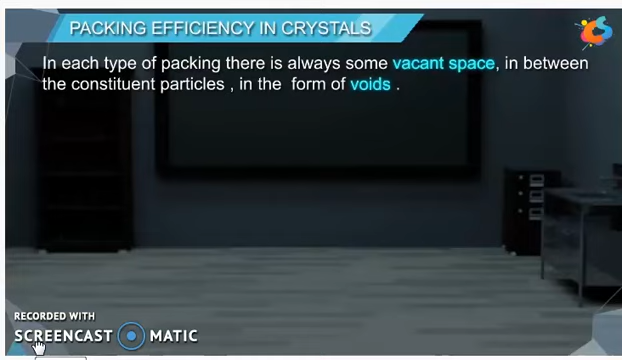 PACKING EFFICIENCY IN CRYSTALS
In each type of packing there is always some vacant space, in between
the constituent particles , in the form of voids .
RECORDED WITH
SCREENCAST MATIC